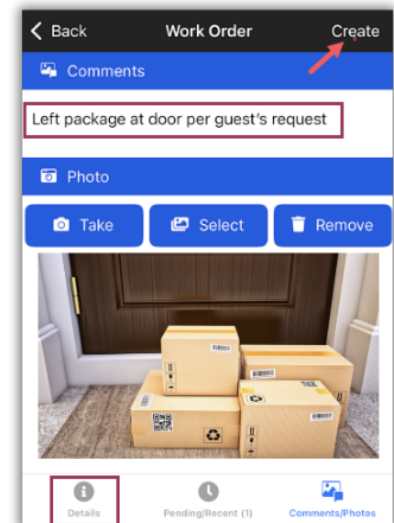 Back Work Order Create
Comments
Left package at door per guest's request
Photo
Take Select Remove
Details Pending/Recent (1) Comments/Photos